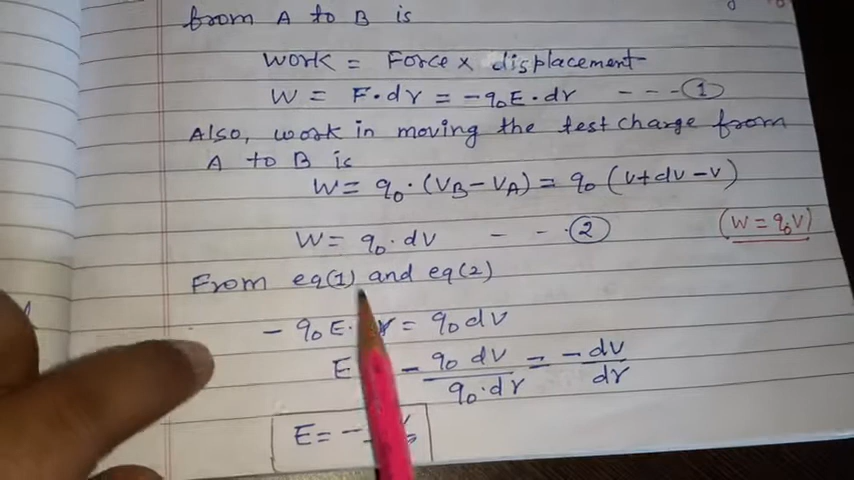 from A to B is
Work = Force × displacement
W = F·dr = -q₀E·dr - - - ①
Also, work in moving the test charge from
A to B is
W = q₀·(V_B - V_A) = q₀ (V+dV-V)
W = q₀·dV - - · ② (W = q₀V)
From eq(1) and eq(2)
- q₀E· r = q₀dV
E - q₀ dV / q₀·dr = -dV / dr
E = -